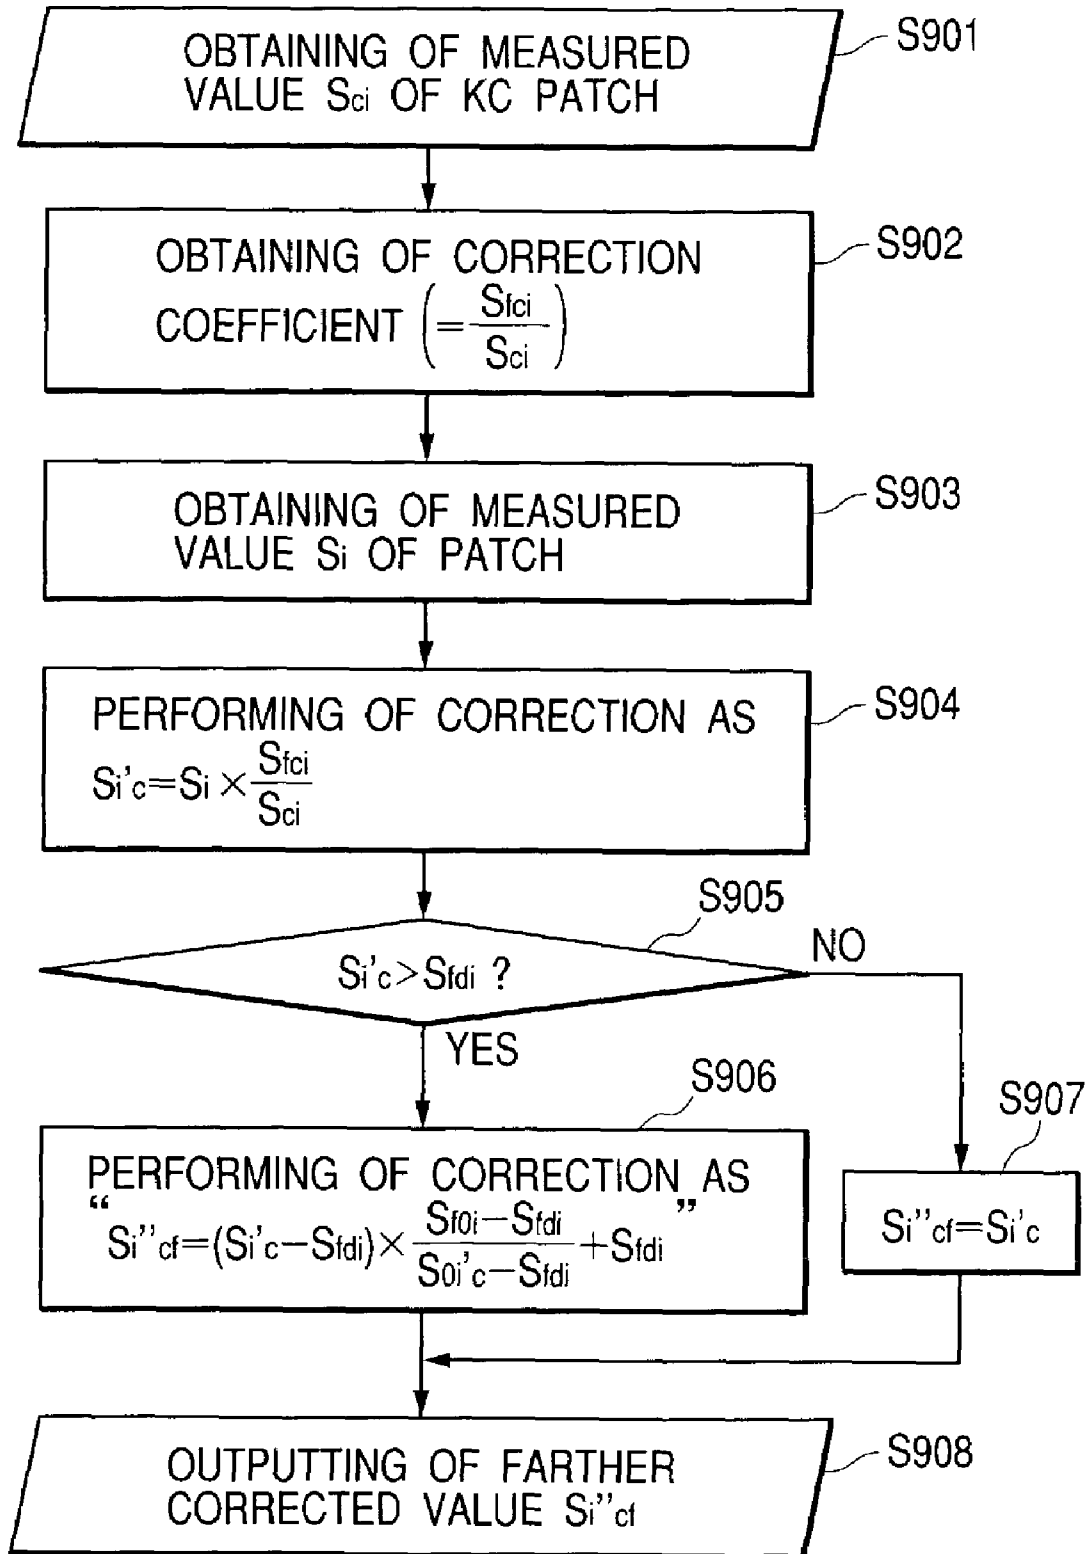 OBTAINING OF MEASURED
VALUE Sci OF KC PATCH
S901
OBTAINING OF CORRECTION
COEFFICIENT (= Sfci / Sci)
S902
OBTAINING OF MEASURED
VALUE Si OF PATCH
S903
PERFORMING OF CORRECTION AS
Si'c=Si × Sfci / Sci
S904
S905
Si'c>Sfdi ?
NO
YES
S906
PERFORMING OF CORRECTION AS
“Si''cf=(Si'c−Sfdi)× Sf0i−Sfdi / S0i'c−Sfdi +Sfdi”
S907
Si''cf=Si'c
OUTPUTTING OF FARTHER
CORRECTED VALUE Si''cf
S908